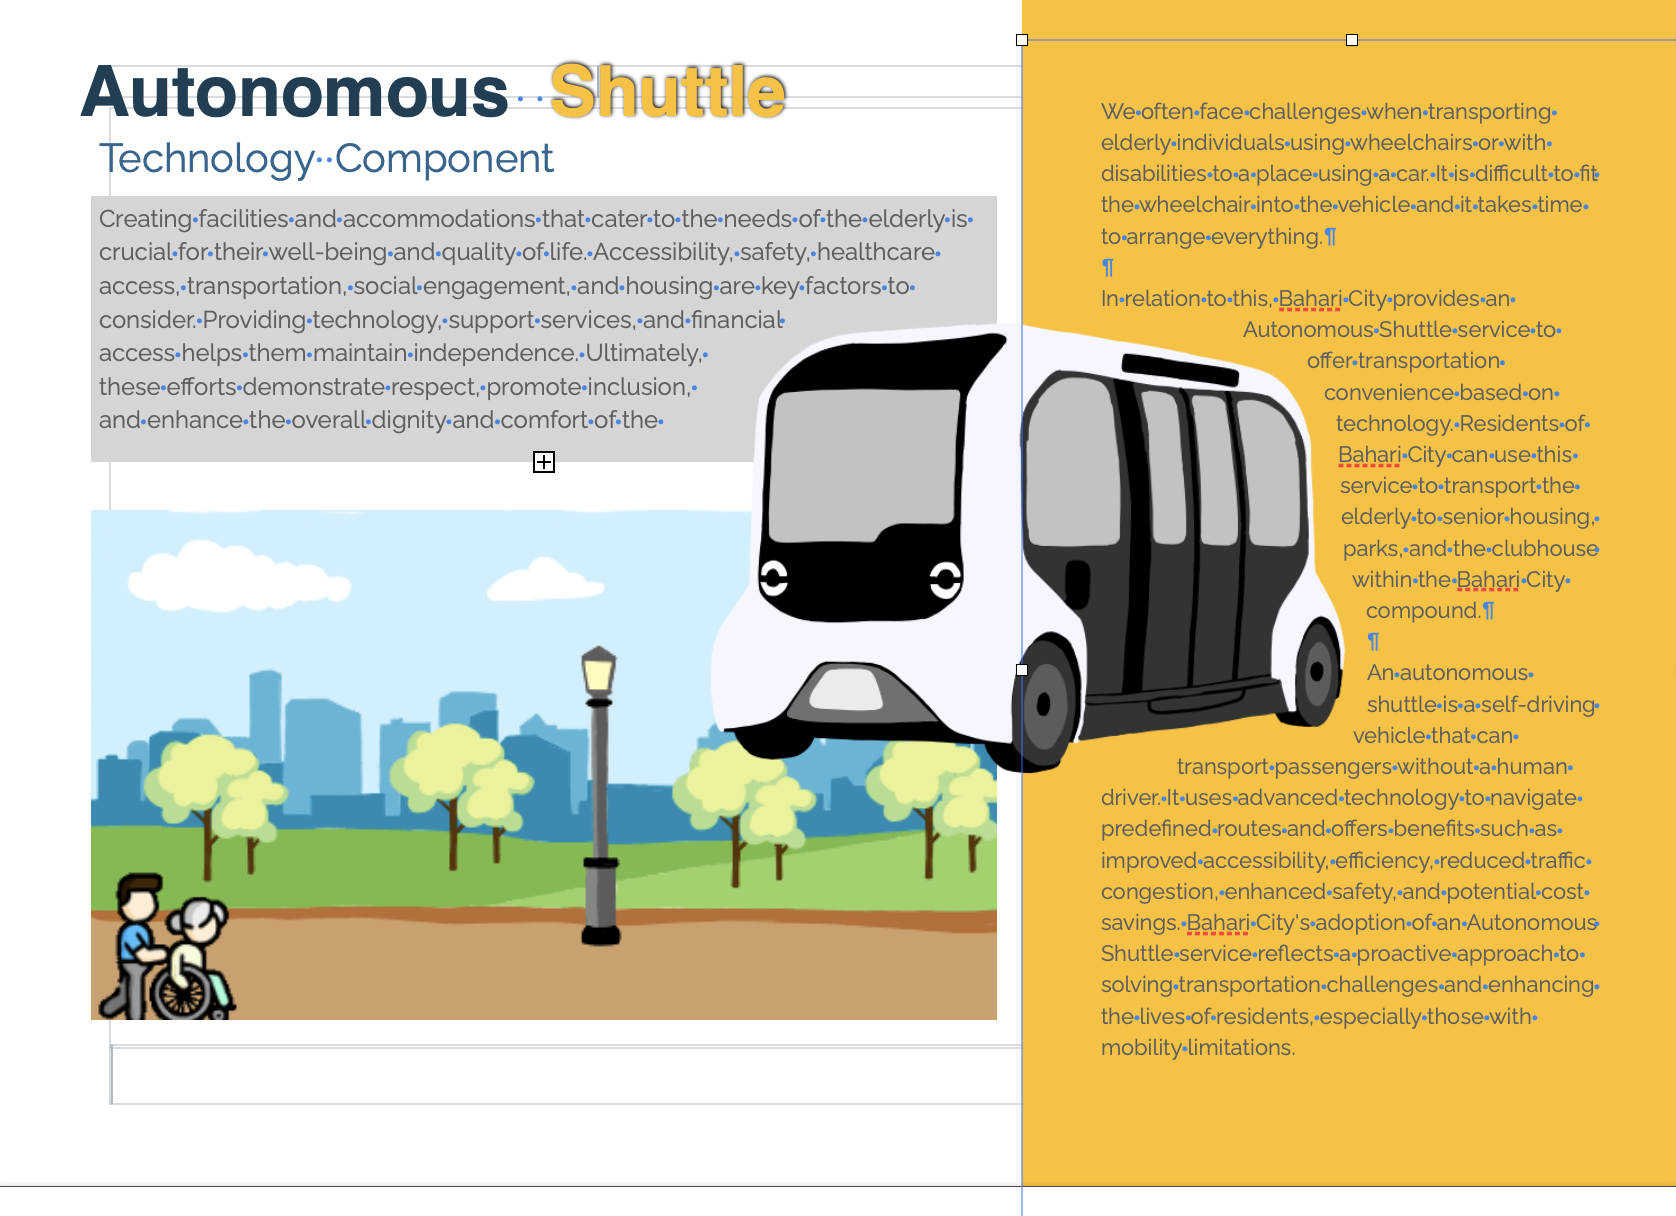 Autonomous Shuttle
Technology Component
Creating facilities and accommodations that cater to the needs of the elderly is
crucial for their well-being and quality of life. Accessibility, safety, healthcare
access, transportation, social engagement, and housing are key factors to
consider. Providing technology, support services, and financial
access helps them maintain independence. Ultimately,
these efforts demonstrate respect, promote inclusion,
and enhance the overall dignity and comfort of the
We often face challenges when transporting
elderly individuals using wheelchairs or with
disabilities to a place using a car. It is difficult to fit
the wheelchair into the vehicle and it takes time
to arrange everything.¶
¶
In relation to this, Bahari City provides an
Autonomous Shuttle service to
offer transportation
convenience based on
technology. Residents of
Bahari City can use this
service to transport the
elderly to senior housing,
parks, and the clubhouse
within the Bahari City
compound.¶
¶
An autonomous
shuttle is a self-driving
vehicle that can
transport passengers without a human
driver. It uses advanced technology to navigate
predefined routes and offers benefits such as
improved accessibility, efficiency, reduced traffic
congestion, enhanced safety, and potential cost
savings. Bahari City's adoption of an Autonomous
Shuttle service reflects a proactive approach to
solving transportation challenges and enhancing
the lives of residents, especially those with
mobility limitations.